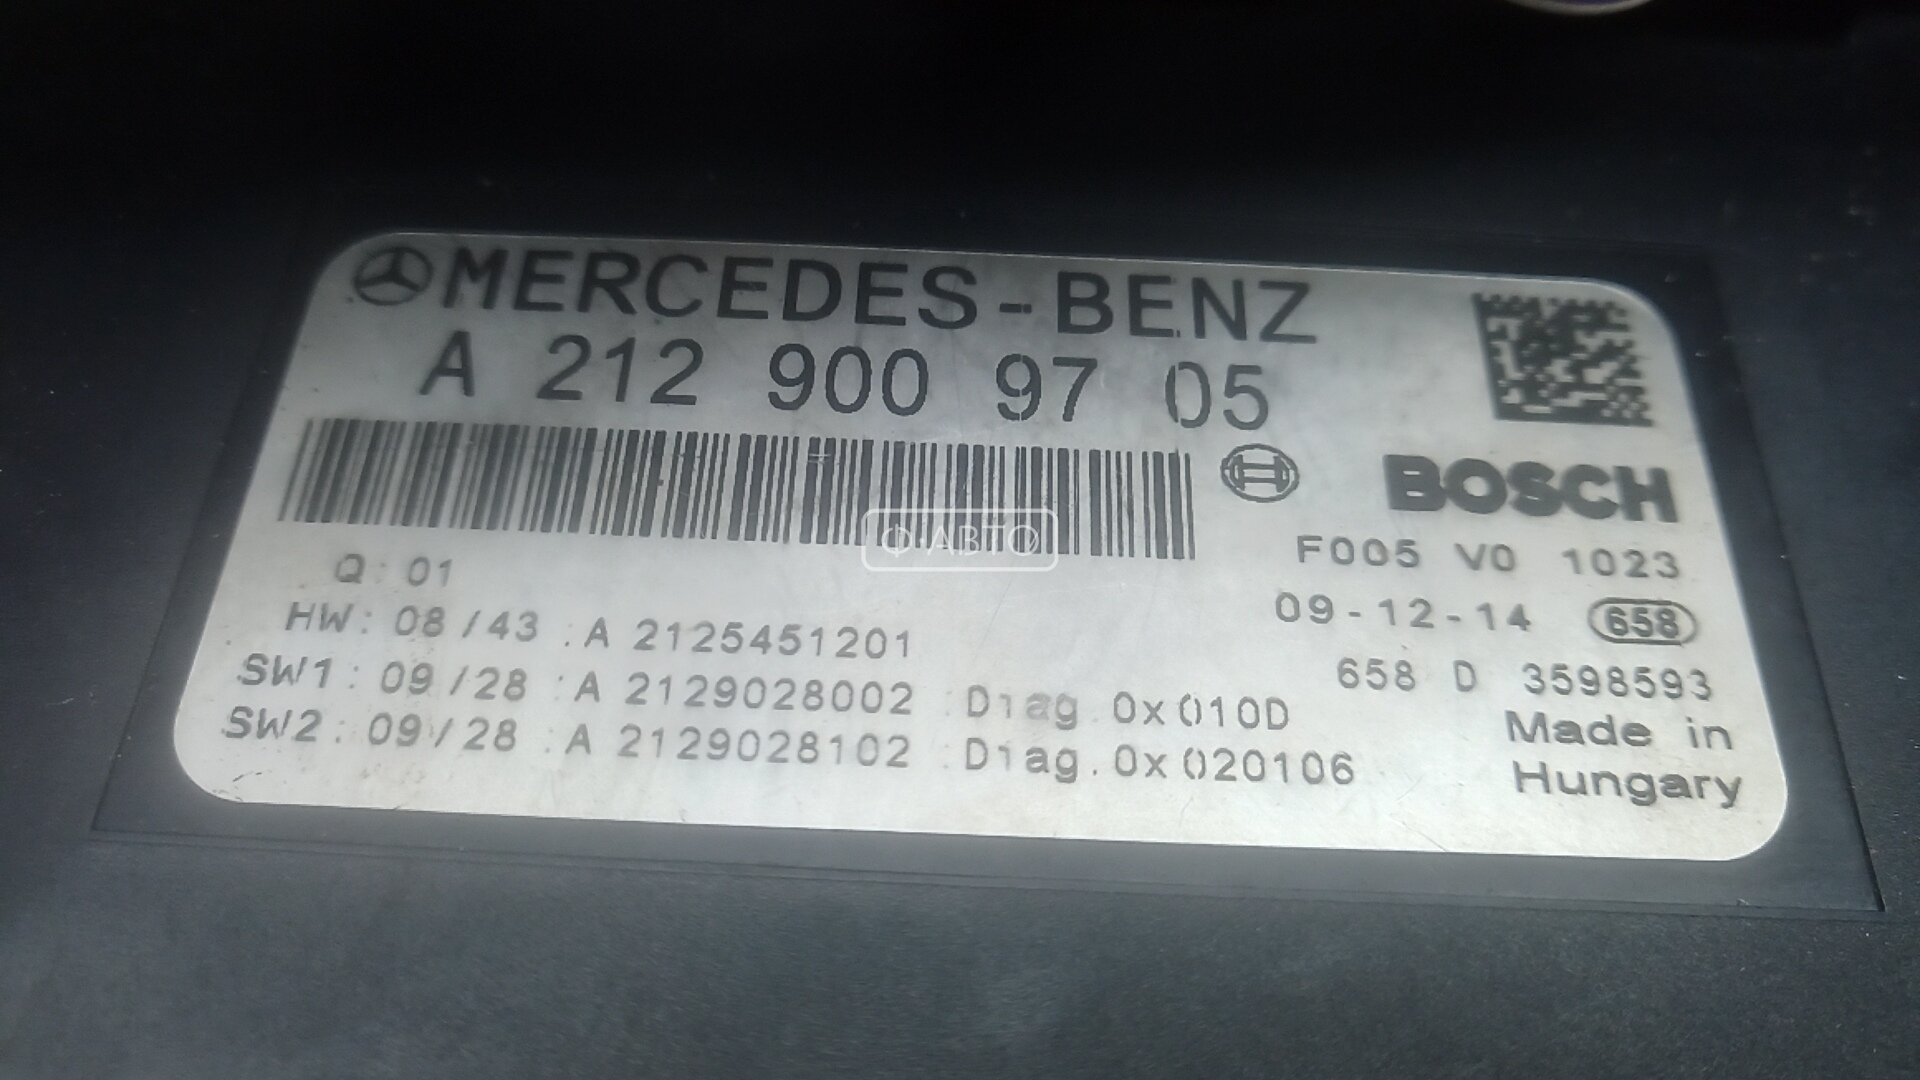 MERCEDES-BENZ
A 212 900 97 05
BOSCH
Ф·АВТО
F005 V0 1023
Q: 01
09-12-14 658
HW: 08/43 :A 2125451201
658 D 3598593
SW1: 09/28 :A 2129028002 :Diag.0x010D
Made in
SW2: 09/28 :A 2129028102 :Diag.0x020106
Hungary